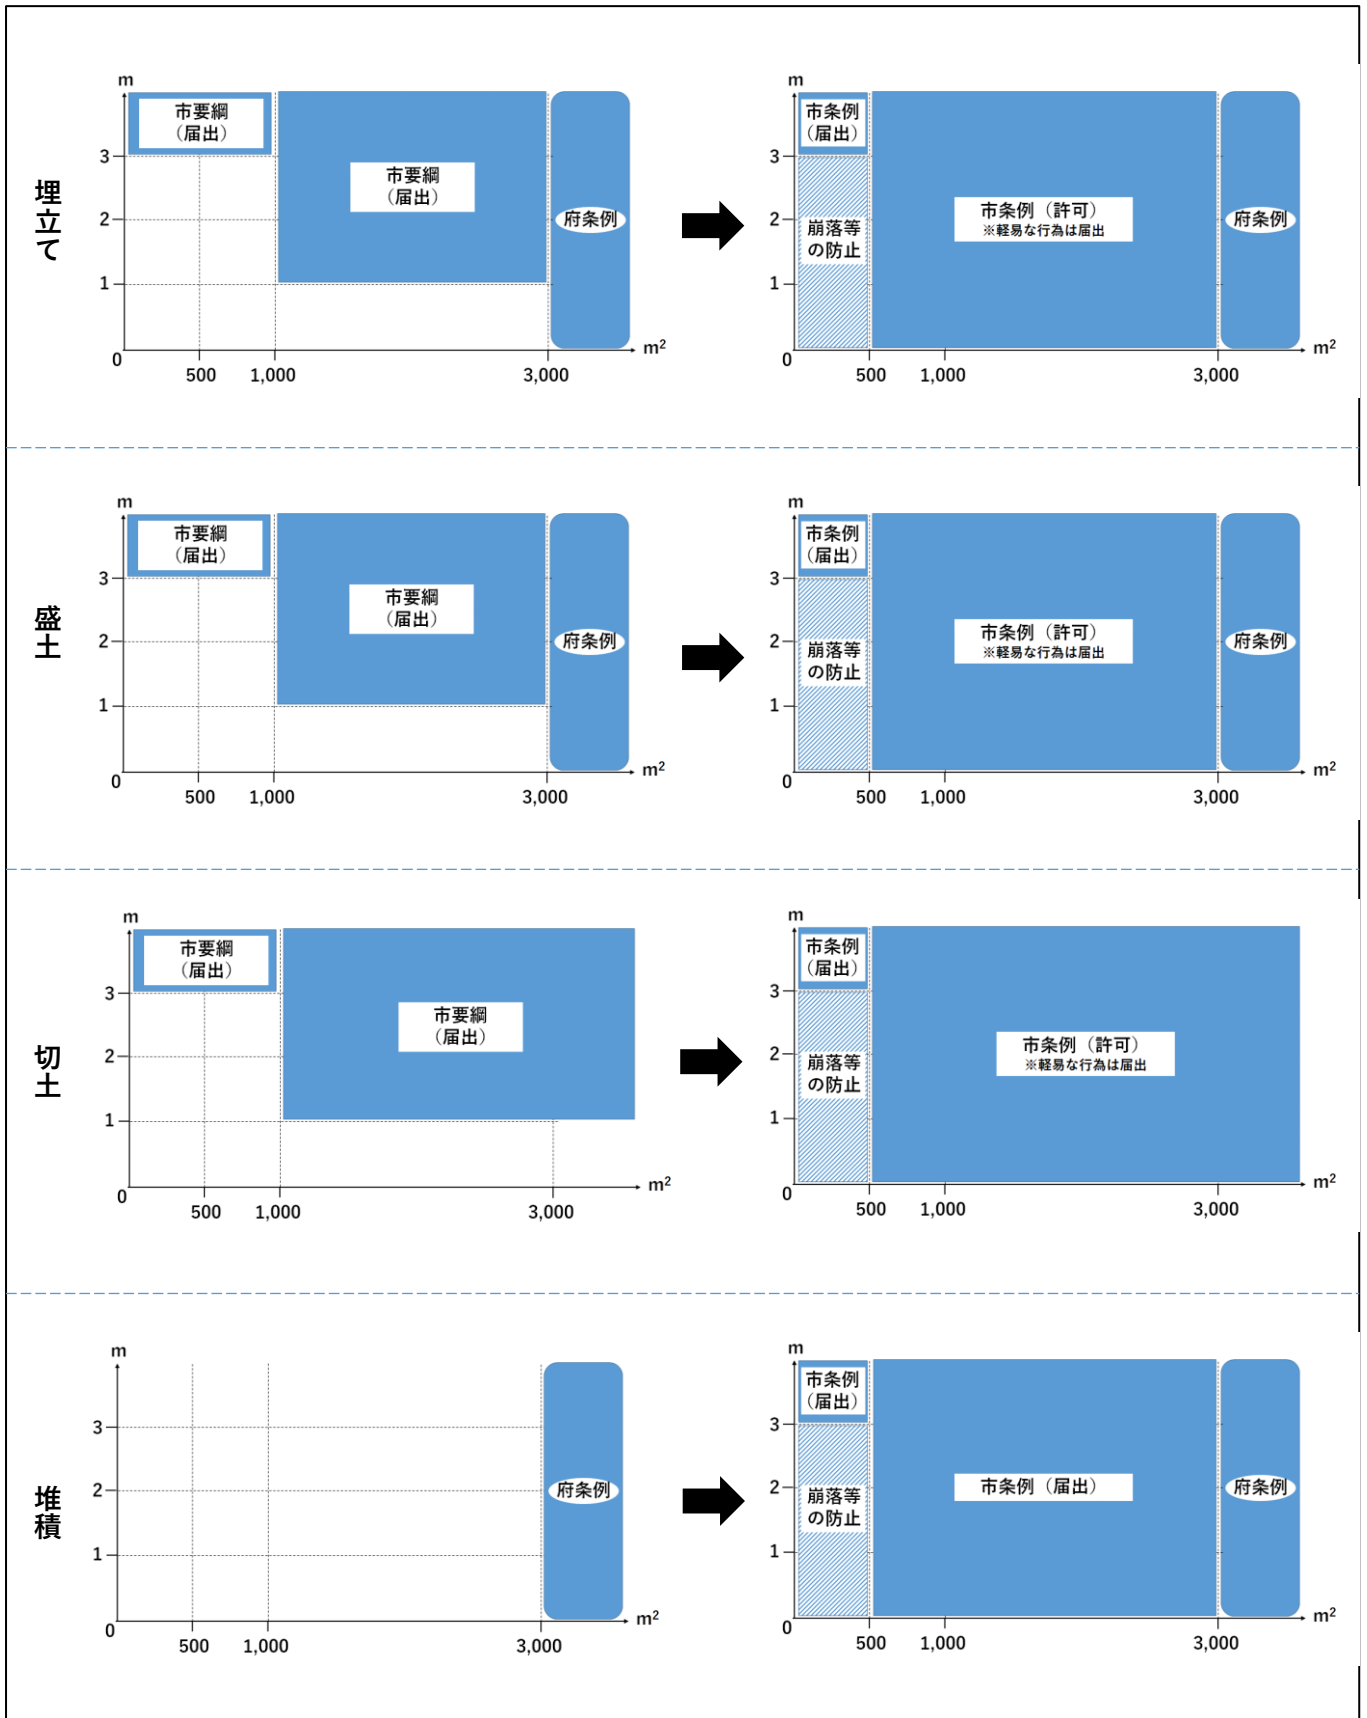 埋立て
m
市要綱
（届出）
市要綱
（届出）
府条例
3
2
1
0
500
1,000
3,000
m²
m
市条例
（届出）
崩落等
の防止
市条例（許可）
※軽易な行為は届出
府条例
3
2
1
0
500
1,000
3,000
m²
盛土
m
市要綱
（届出）
市要綱
（届出）
府条例
3
2
1
0
500
1,000
3,000
m²
m
市条例
（届出）
崩落等
の防止
市条例（許可）
※軽易な行為は届出
府条例
3
2
1
0
500
1,000
3,000
m²
切土
m
市要綱
（届出）
市要綱
（届出）
3
2
1
0
500
1,000
3,000
m²
m
市条例
（届出）
崩落等
の防止
市条例（許可）
※軽易な行為は届出
3
2
1
0
500
1,000
3,000
m²
堆積
m
府条例
3
2
1
0
500
1,000
3,000
m²
m
市条例
（届出）
崩落等
の防止
市条例（届出）
府条例
3
2
1
0
500
1,000
3,000
m²